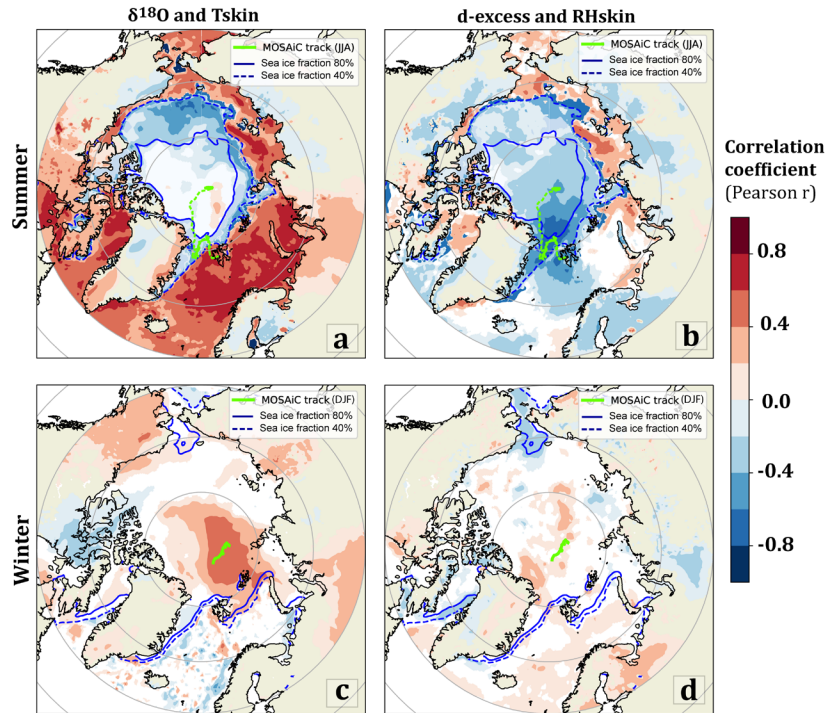 δ¹⁸O and Tskin
d-excess and RHskin
Summer
MOSAiC track (JJA)
Sea ice fraction 80%
Sea ice fraction 40%
a
MOSAiC track (JJA)
Sea ice fraction 80%
Sea ice fraction 40%
b
Winter
MOSAiC track (DJF)
Sea ice fraction 80%
Sea ice fraction 40%
c
MOSAiC track (DJF)
Sea ice fraction 80%
Sea ice fraction 40%
d
Correlation
coefficient
(Pearson r)
0.8
0.4
0.0
-0.4
-0.8